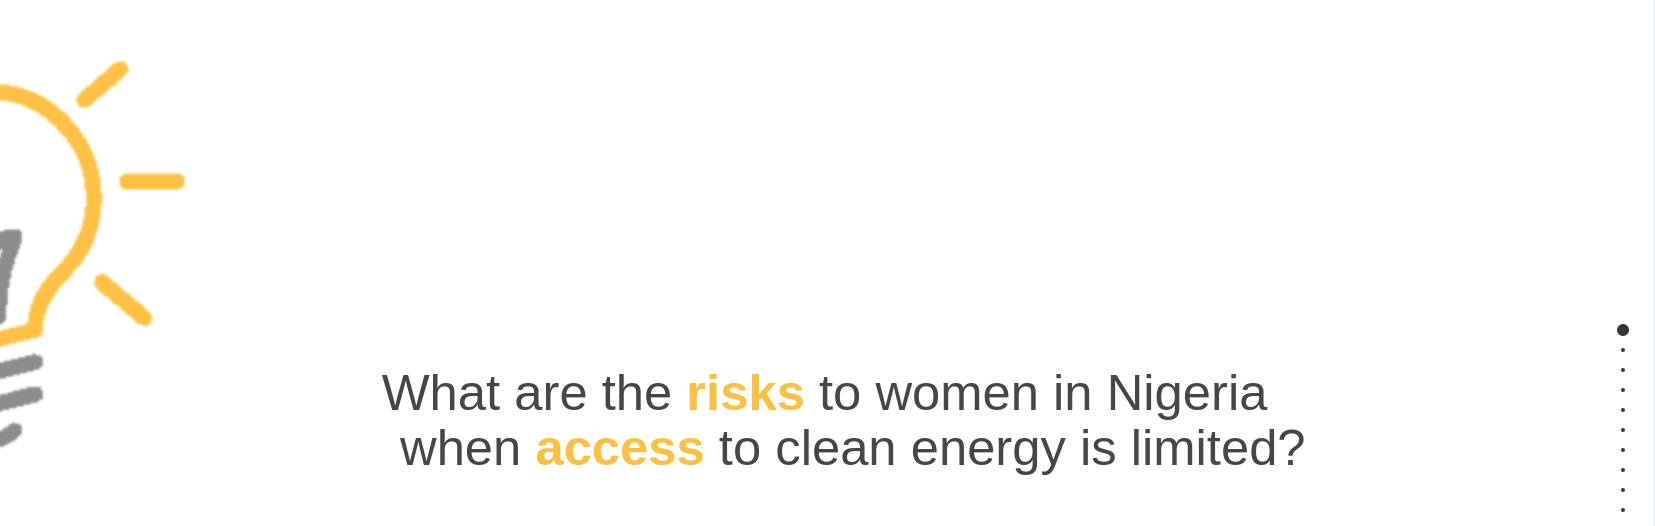 What are the risks to women in Nigeria
when access to clean energy is limited?